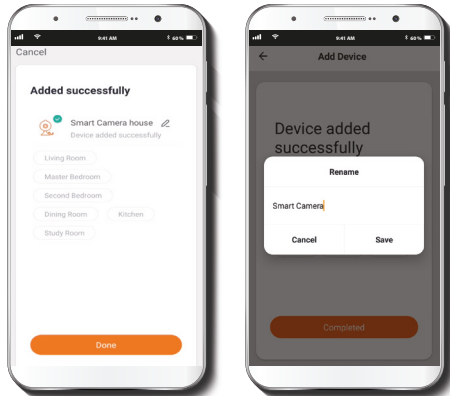 9:41 AM
60%
Cancel
Added successfully
Smart Camera house
Device added successfully
Living Room
Master Bedroom
Second Bedroom
Dining Room Kitchen
Study Room
Done
9:41 AM
60%
Add Device
Device added
successfully
Rename
Smart Camera
Cancel Save
Completed